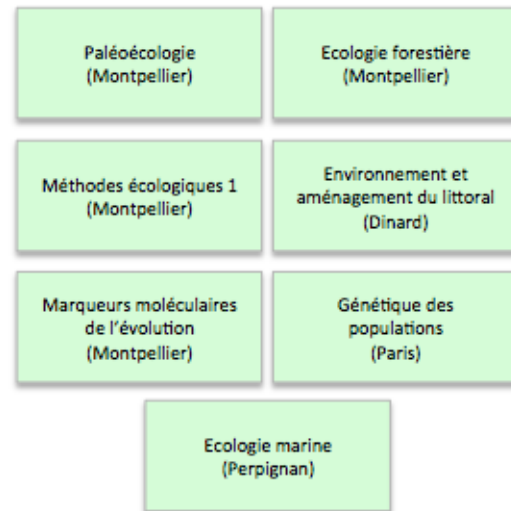 Paléoécologie
(Montpellier)
Ecologie forestière
(Montpellier)
Méthodes écologiques 1
(Montpellier)
Environnement et
aménagement du littoral
(Dinard)
Marqueurs moléculaires
de l'évolution
(Montpellier)
Génétique des
populations
(Paris)
Ecologie marine
(Perpignan)